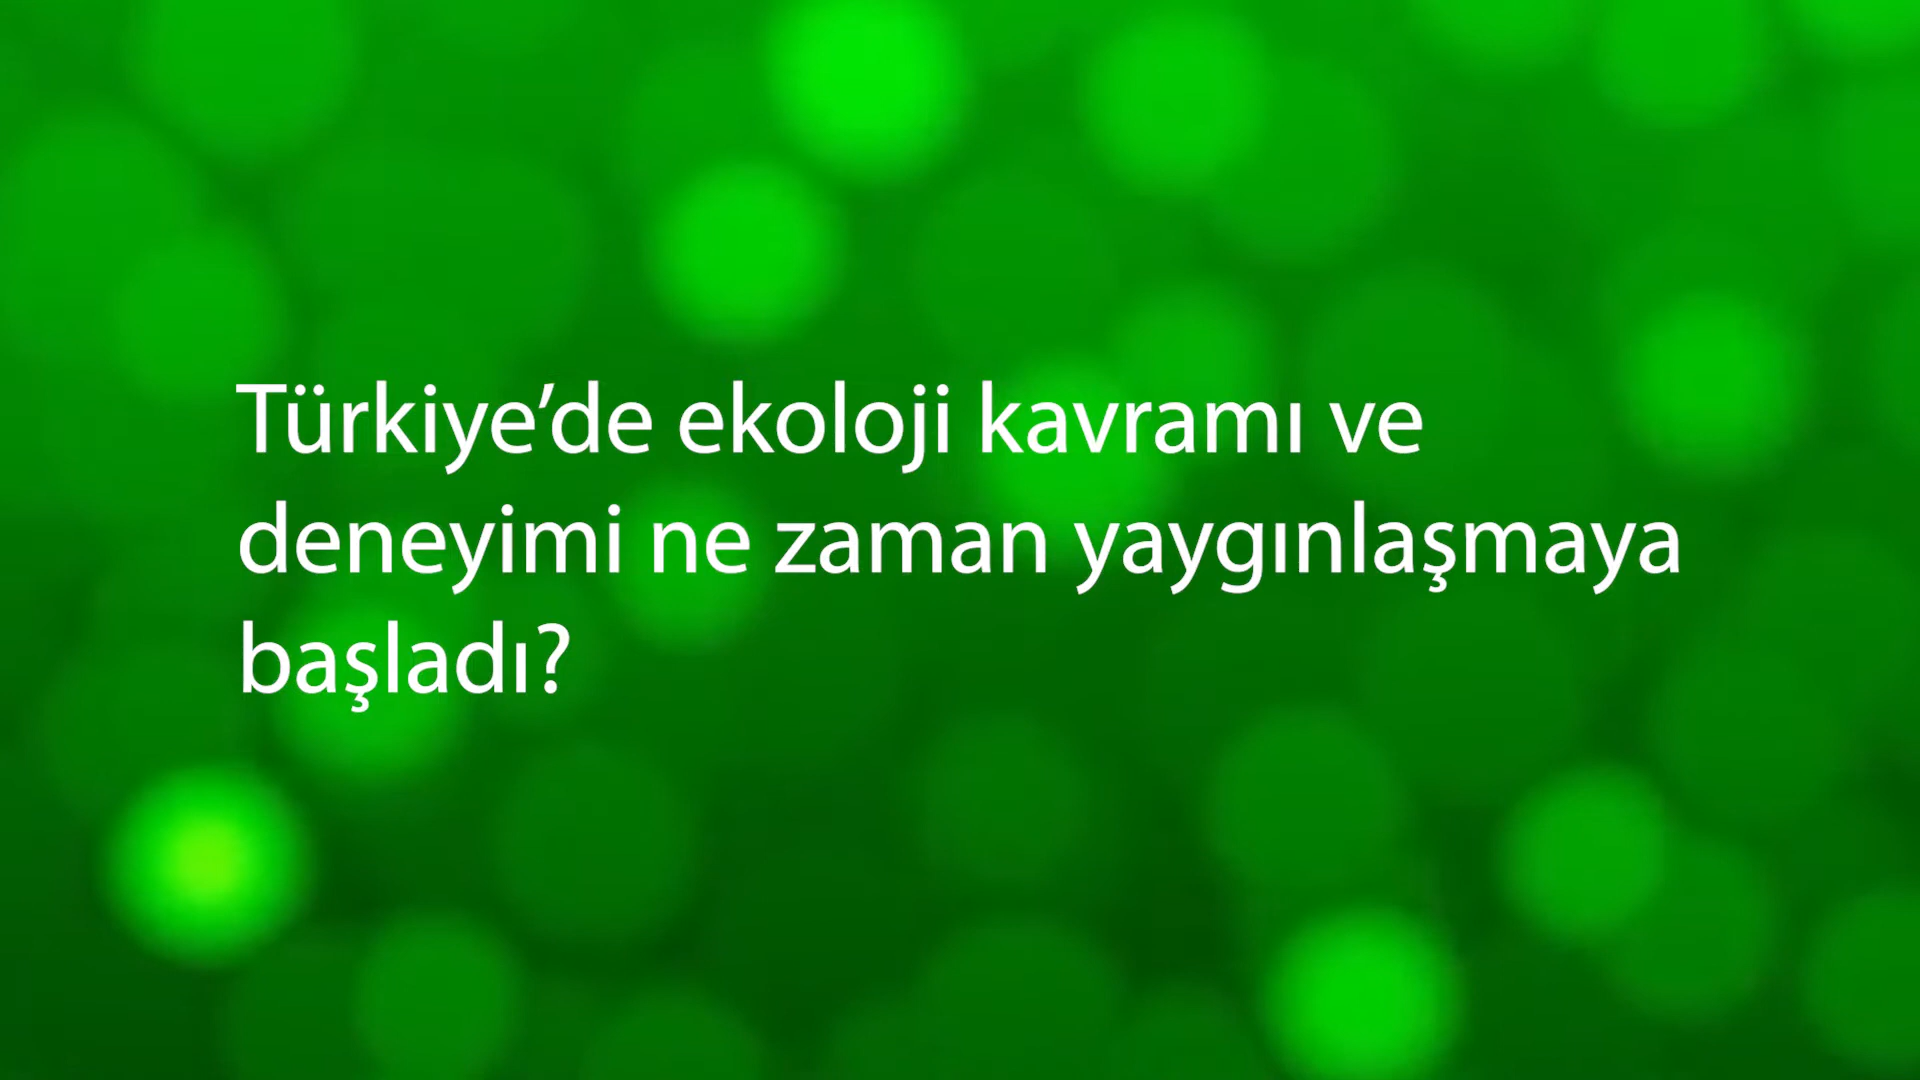 Türkiye’de ekoloji kavramı ve
deneyimi ne zaman yaygınlaşmaya
başladı?